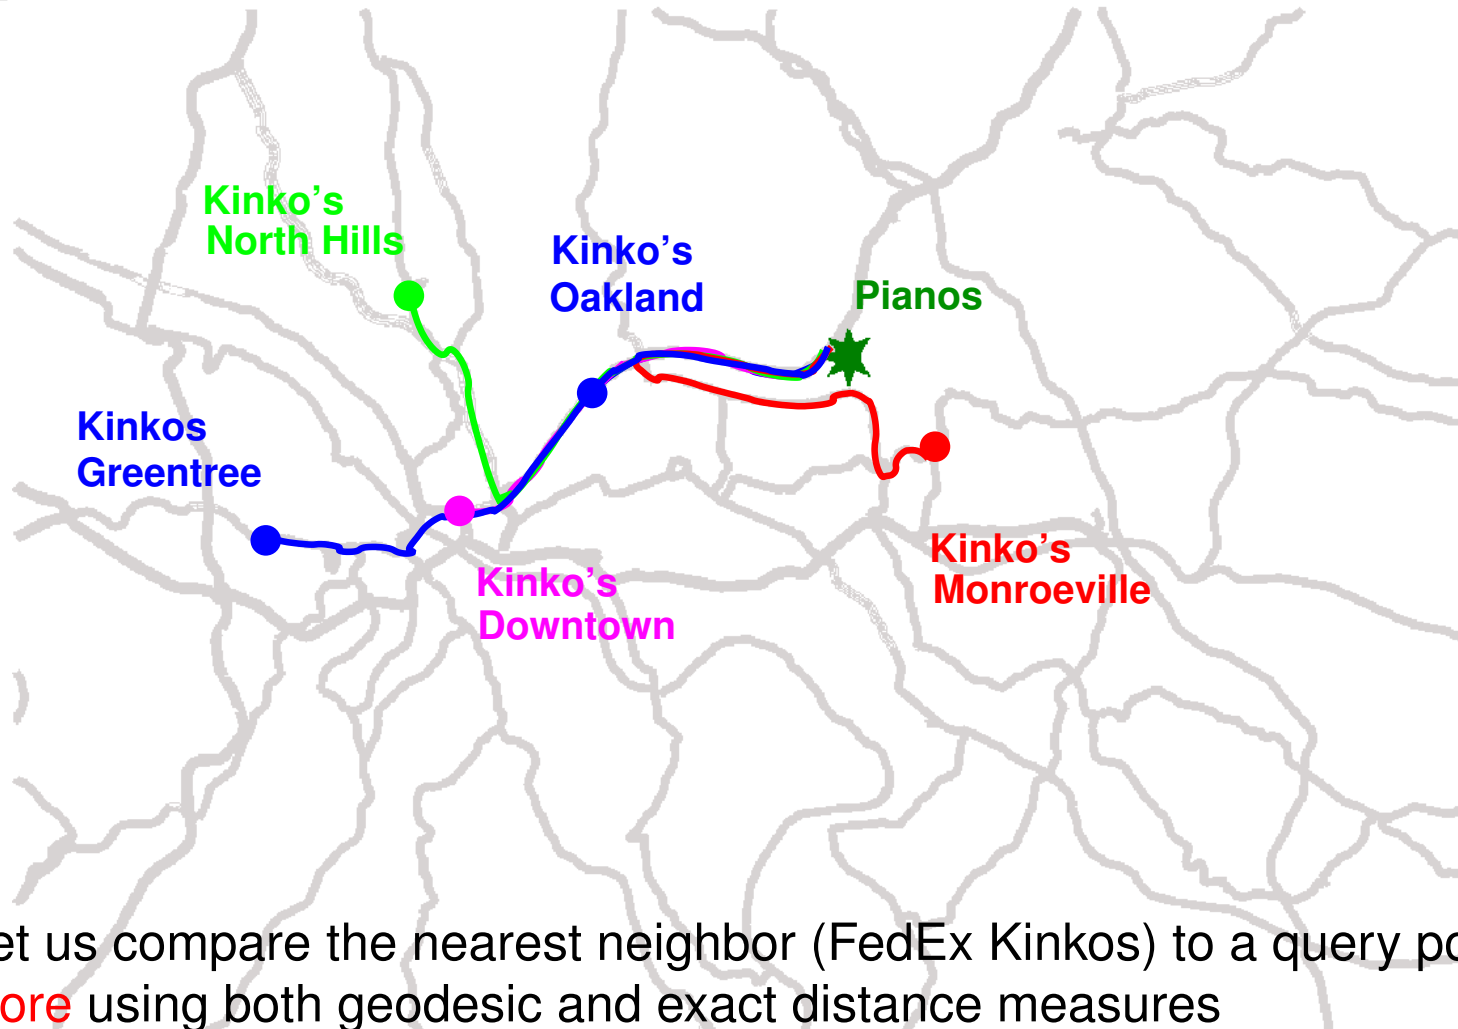 Kinko’s
North Hills
Kinko’s
Oakland
Pianos
Kinkos
Greentree
Kinko’s
Downtown
Kinko’s
Monroeville
et us compare the nearest neighbor (FedEx Kinkos) to a query po
ore using both geodesic and exact distance measures